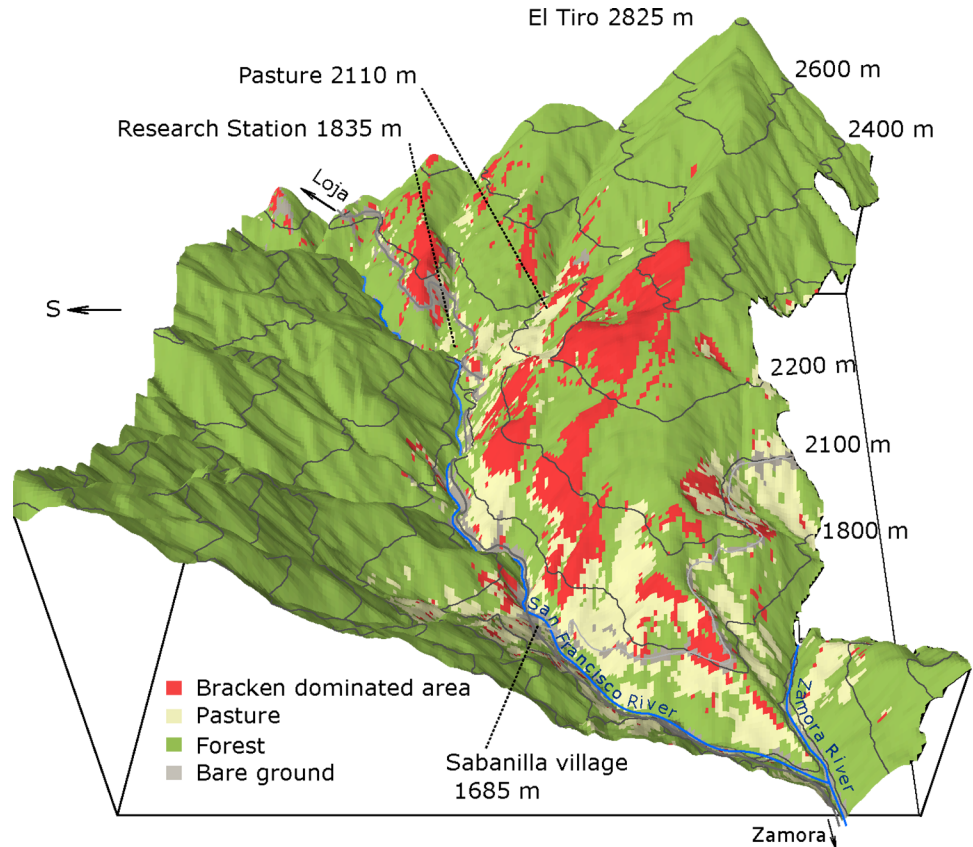 El Tiro 2825 m
2600 m
Pasture 2110 m
2400 m
Research Station 1835 m
Loja
S
2200 m
2100 m
1800 m
San Francisco River
Zamora River
Bracken dominated area
Pasture
Forest
Bare ground
Sabanilla village
1685 m
Zamora